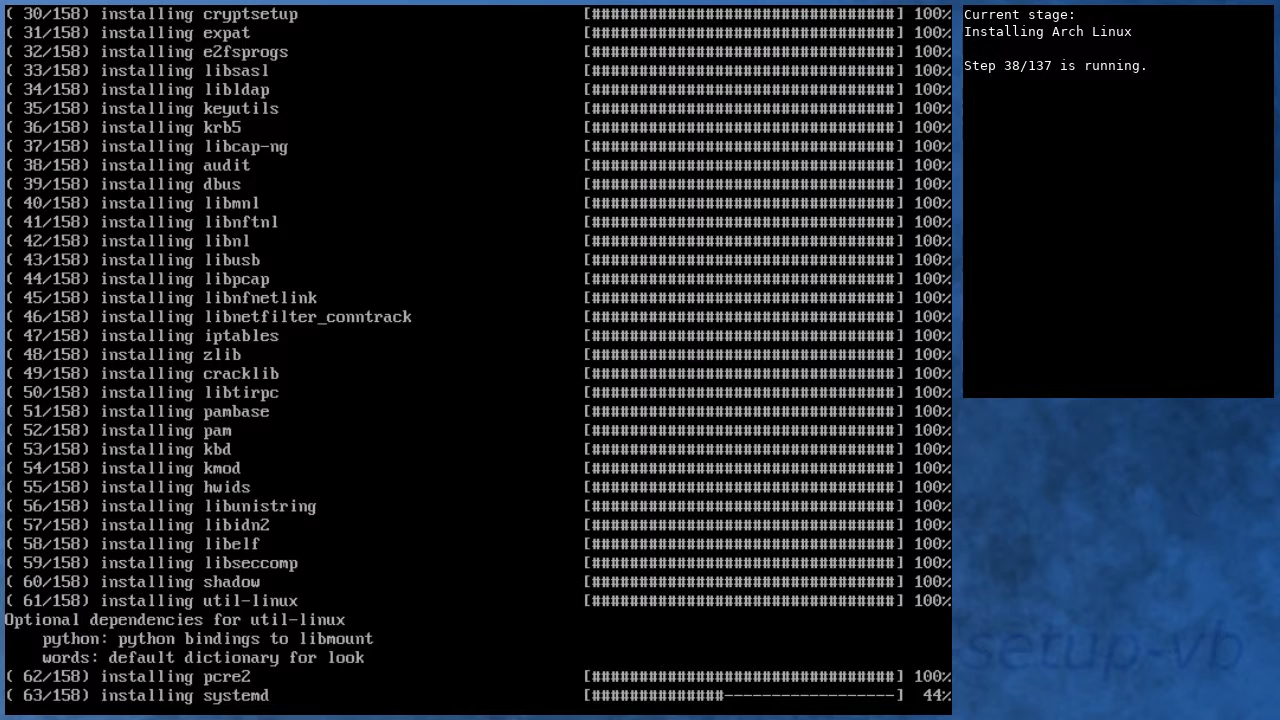 ( 30/158) installing cryptsetup [################################] 100%
( 31/158) installing expat [################################] 100%
( 32/158) installing e2fsprogs [################################] 100%
( 33/158) installing libsasl [################################] 100%
( 34/158) installing libldap [################################] 100%
( 35/158) installing keyutils [################################] 100%
( 36/158) installing krb5 [################################] 100%
( 37/158) installing libcap-ng [################################] 100%
( 38/158) installing audit [################################] 100%
( 39/158) installing dbus [################################] 100%
( 40/158) installing libmnl [################################] 100%
( 41/158) installing libnftnl [################################] 100%
( 42/158) installing libnl [################################] 100%
( 43/158) installing libusb [################################] 100%
( 44/158) installing libpcap [################################] 100%
( 45/158) installing libnfnetlink [################################] 100%
( 46/158) installing libnetfilter_conntrack [################################] 100%
( 47/158) installing iptables [################################] 100%
( 48/158) installing zlib [################################] 100%
( 49/158) installing cracklib [################################] 100%
( 50/158) installing libtirpc [################################] 100%
( 51/158) installing pambase [################################] 100%
( 52/158) installing pam [################################] 100%
( 53/158) installing kbd [################################] 100%
( 54/158) installing kmod [################################] 100%
( 55/158) installing hwids [################################] 100%
( 56/158) installing libunistring [################################] 100%
( 57/158) installing libidn2 [################################] 100%
( 58/158) installing libelf [################################] 100%
( 59/158) installing libseccomp [################################] 100%
( 60/158) installing shadow [################################] 100%
( 61/158) installing util-linux [################################] 100%
Optional dependencies for util-linux
python: python bindings to libmount
words: default dictionary for look
( 62/158) installing pcre2 [################################] 100%
( 63/158) installing systemd [##############------------------] 44%
Current stage:
Installing Arch Linux
Step 38/137 is running.
setup-vb